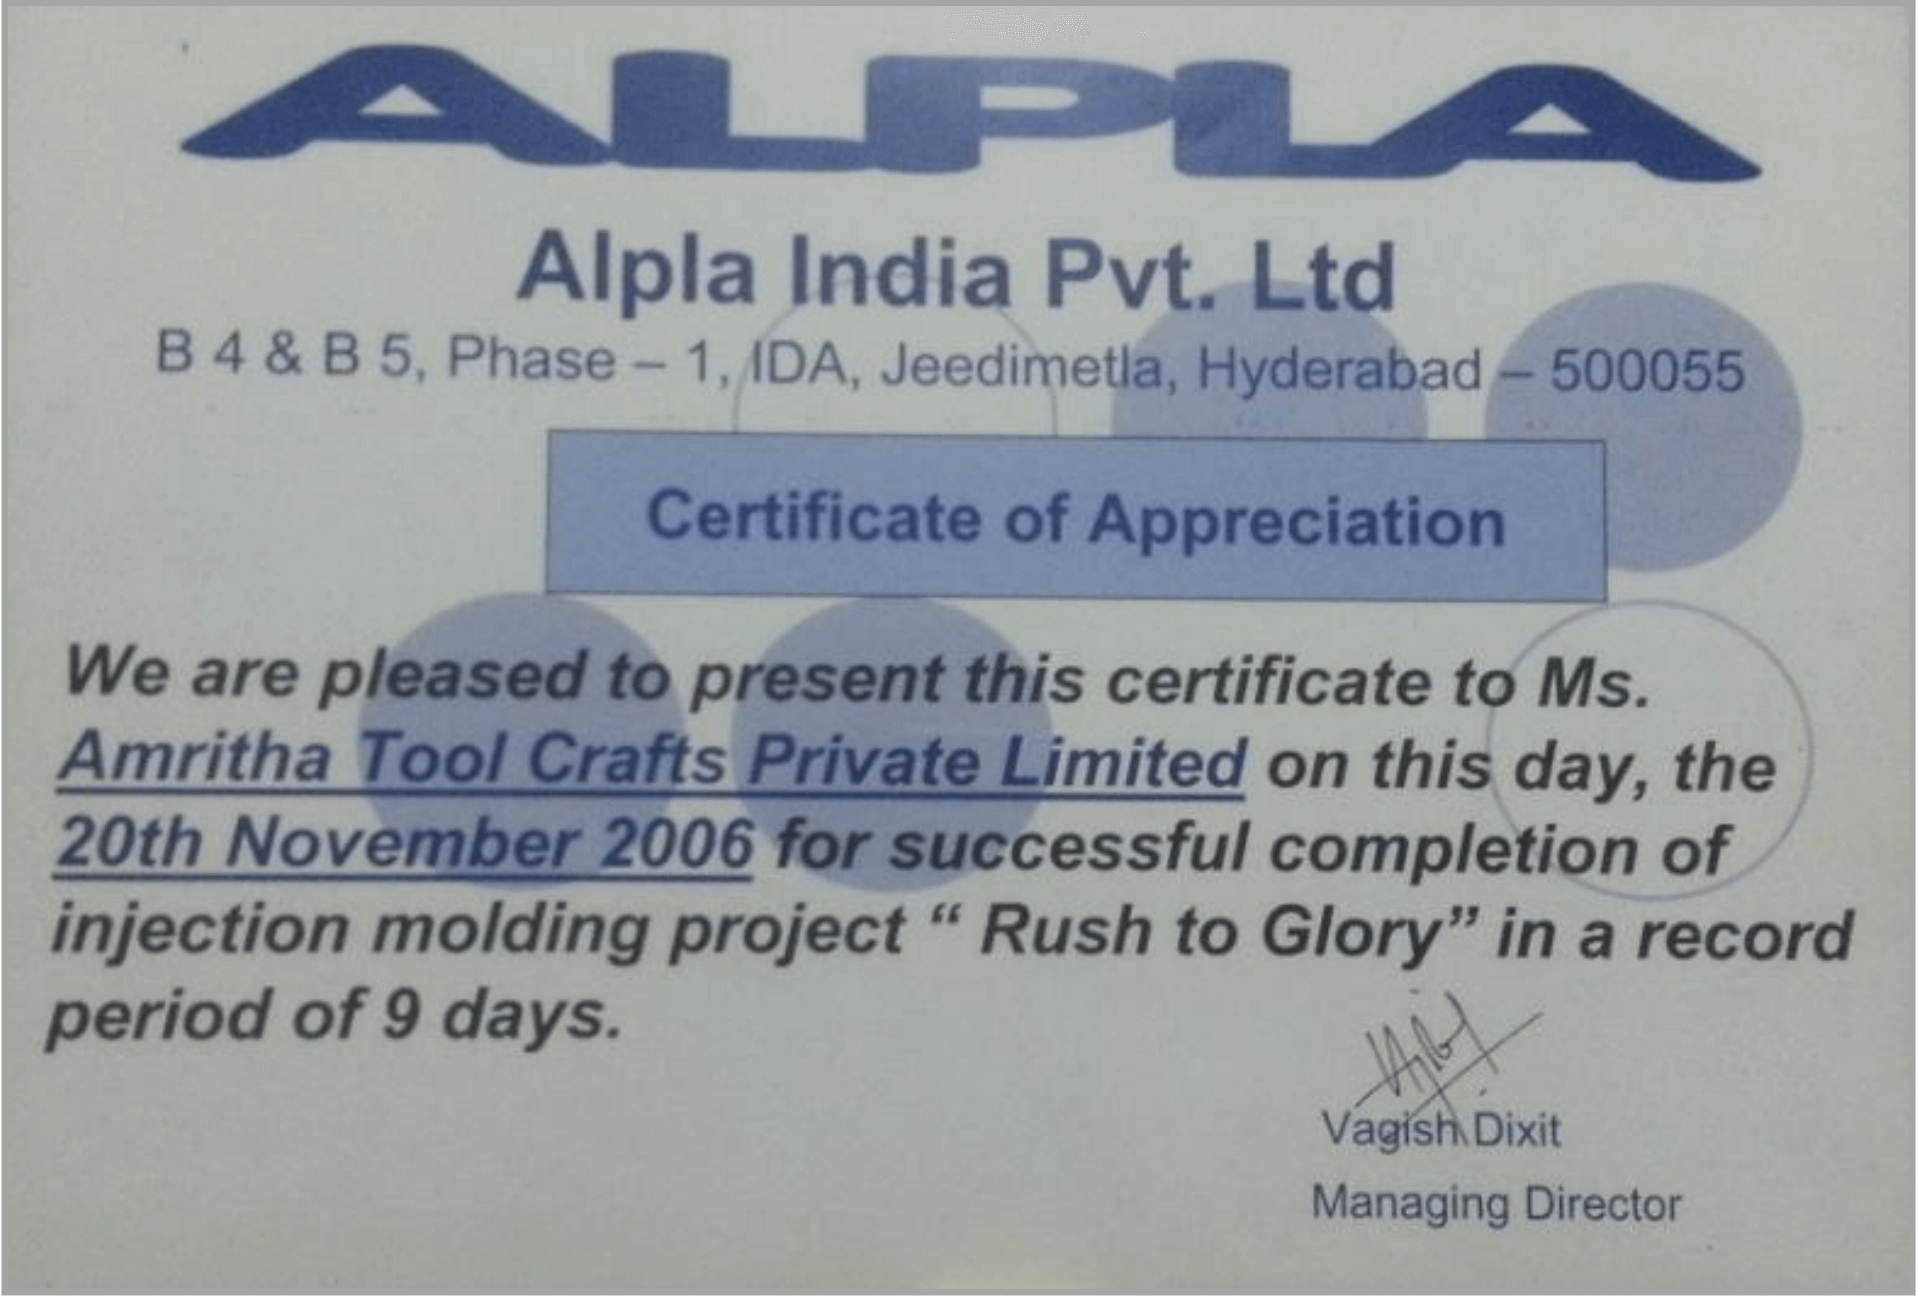 ALPLA
Alpla India Pvt. Ltd
B 4 & B 5, Phase – 1, IDA, Jeedimetla, Hyderabad – 500055
Certificate of Appreciation
We are pleased to present this certificate to Ms.
Amritha Tool Crafts Private Limited on this day, the
20th November 2006 for successful completion of
injection molding project “ Rush to Glory” in a record
period of 9 days.
Vagish Dixit
Managing Director